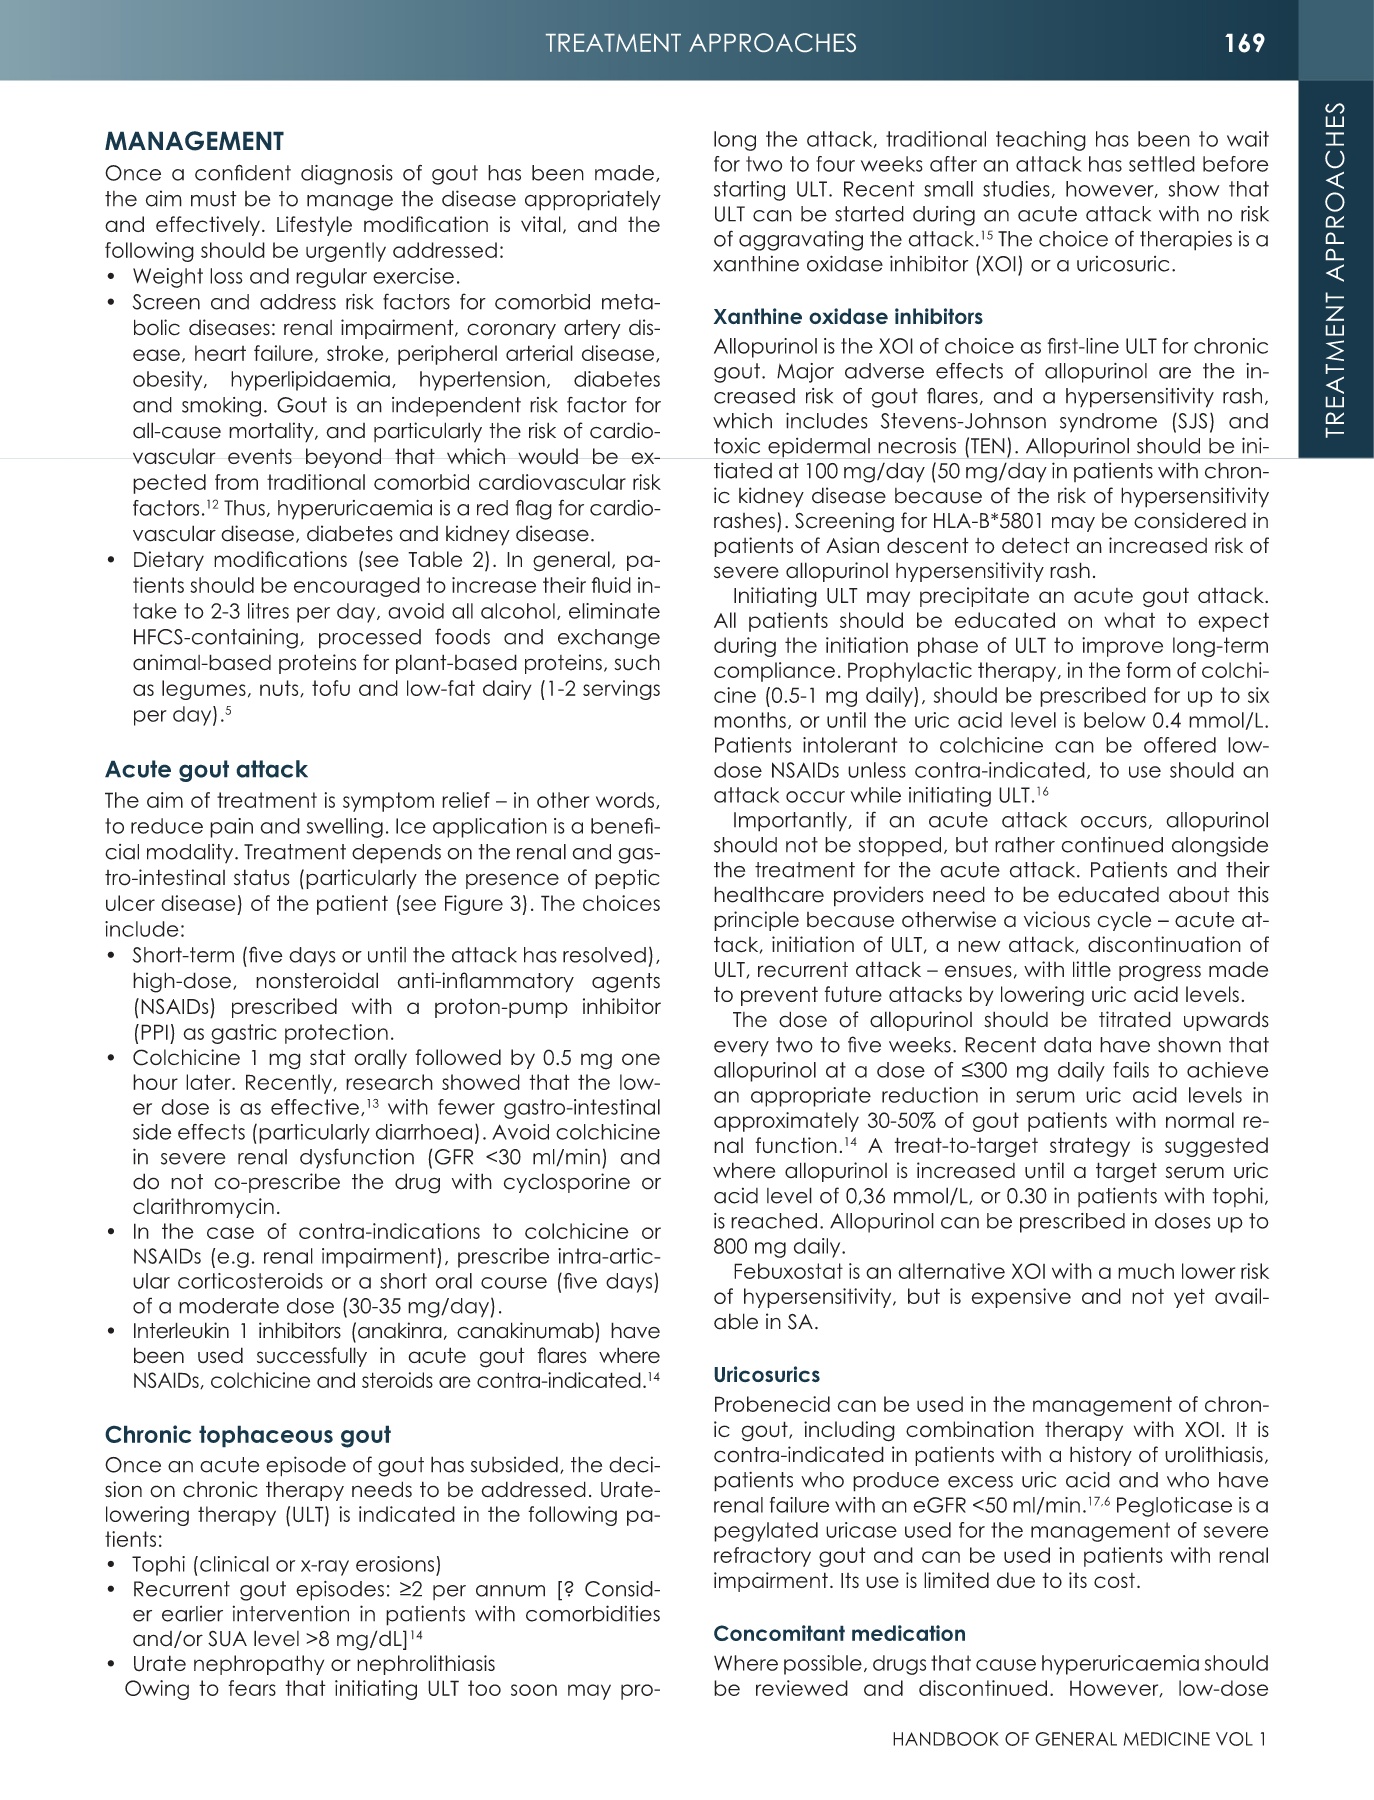 TREATMENT APPROACHES
169
TREATMENT APPROACHES
MANAGEMENT
Once a confident diagnosis of gout has been made,
the aim must be to manage the disease appropriately
and effectively. Lifestyle modification is vital, and the
following should be urgently addressed:
• Weight loss and regular exercise.
• Screen and address risk factors for comorbid meta-
bolic diseases: renal impairment, coronary artery dis-
ease, heart failure, stroke, peripheral arterial disease,
obesity, hyperlipidaemia, hypertension, diabetes
and smoking. Gout is an independent risk factor for
all-cause mortality, and particularly the risk of cardio-
vascular events beyond that which would be ex-
pected from traditional comorbid cardiovascular risk
factors.12 Thus, hyperuricaemia is a red flag for cardio-
vascular disease, diabetes and kidney disease.
• Dietary modifications (see Table 2). In general, pa-
tients should be encouraged to increase their fluid in-
take to 2-3 litres per day, avoid all alcohol, eliminate
HFCS-containing, processed foods and exchange
animal-based proteins for plant-based proteins, such
as legumes, nuts, tofu and low-fat dairy (1-2 servings
per day).5
Acute gout attack
The aim of treatment is symptom relief – in other words,
to reduce pain and swelling. Ice application is a benefi-
cial modality. Treatment depends on the renal and gas-
tro-intestinal status (particularly the presence of peptic
ulcer disease) of the patient (see Figure 3). The choices
include:
• Short-term (five days or until the attack has resolved),
high-dose, nonsteroidal anti-inflammatory agents
(NSAIDs) prescribed with a proton-pump inhibitor
(PPI) as gastric protection.
• Colchicine 1 mg stat orally followed by 0.5 mg one
hour later. Recently, research showed that the low-
er dose is as effective,13 with fewer gastro-intestinal
side effects (particularly diarrhoea). Avoid colchicine
in severe renal dysfunction (GFR <30 ml/min) and
do not co-prescribe the drug with cyclosporine or
clarithromycin.
• In the case of contra-indications to colchicine or
NSAIDs (e.g. renal impairment), prescribe intra-artic-
ular corticosteroids or a short oral course (five days)
of a moderate dose (30-35 mg/day).
• Interleukin 1 inhibitors (anakinra, canakinumab) have
been used successfully in acute gout flares where
NSAIDs, colchicine and steroids are contra-indicated.14
Chronic tophaceous gout
Once an acute episode of gout has subsided, the deci-
sion on chronic therapy needs to be addressed. Urate-
lowering therapy (ULT) is indicated in the following pa-
tients:
• Tophi (clinical or x-ray erosions)
• Recurrent gout episodes: ≥2 per annum [? Consid-
er earlier intervention in patients with comorbidities
and/or SUA level >8 mg/dL]14
• Urate nephropathy or nephrolithiasis
Owing to fears that initiating ULT too soon may pro-
long the attack, traditional teaching has been to wait
for two to four weeks after an attack has settled before
starting ULT. Recent small studies, however, show that
ULT can be started during an acute attack with no risk
of aggravating the attack.15 The choice of therapies is a
xanthine oxidase inhibitor (XOI) or a uricosuric.
Xanthine oxidase inhibitors
Allopurinol is the XOI of choice as first-line ULT for chronic
gout. Major adverse effects of allopurinol are the in-
creased risk of gout flares, and a hypersensitivity rash,
which includes Stevens-Johnson syndrome (SJS) and
toxic epidermal necrosis (TEN). Allopurinol should be ini-
tiated at 100 mg/day (50 mg/day in patients with chron-
ic kidney disease because of the risk of hypersensitivity
rashes). Screening for HLA-B*5801 may be considered in
patients of Asian descent to detect an increased risk of
severe allopurinol hypersensitivity rash.
Initiating ULT may precipitate an acute gout attack.
All patients should be educated on what to expect
during the initiation phase of ULT to improve long-term
compliance. Prophylactic therapy, in the form of colchi-
cine (0.5-1 mg daily), should be prescribed for up to six
months, or until the uric acid level is below 0.4 mmol/L.
Patients intolerant to colchicine can be offered low-
dose NSAIDs unless contra-indicated, to use should an
attack occur while initiating ULT.16
Importantly, if an acute attack occurs, allopurinol
should not be stopped, but rather continued alongside
the treatment for the acute attack. Patients and their
healthcare providers need to be educated about this
principle because otherwise a vicious cycle – acute at-
tack, initiation of ULT, a new attack, discontinuation of
ULT, recurrent attack – ensues, with little progress made
to prevent future attacks by lowering uric acid levels.
The dose of allopurinol should be titrated upwards
every two to five weeks. Recent data have shown that
allopurinol at a dose of ≤300 mg daily fails to achieve
an appropriate reduction in serum uric acid levels in
approximately 30-50% of gout patients with normal re-
nal function.14 A treat-to-target strategy is suggested
where allopurinol is increased until a target serum uric
acid level of 0,36 mmol/L, or 0.30 in patients with tophi,
is reached. Allopurinol can be prescribed in doses up to
800 mg daily.
Febuxostat is an alternative XOI with a much lower risk
of hypersensitivity, but is expensive and not yet avail-
able in SA.
Uricosurics
Probenecid can be used in the management of chron-
ic gout, including combination therapy with XOI. It is
contra-indicated in patients with a history of urolithiasis,
patients who produce excess uric acid and who have
renal failure with an eGFR <50 ml/min.17,6 Pegloticase is a
pegylated uricase used for the management of severe
refractory gout and can be used in patients with renal
impairment. Its use is limited due to its cost.
Concomitant medication
Where possible, drugs that cause hyperuricaemia should
be reviewed and discontinued. However, low-dose
HANDBOOK OF GENERAL MEDICINE VOL 1